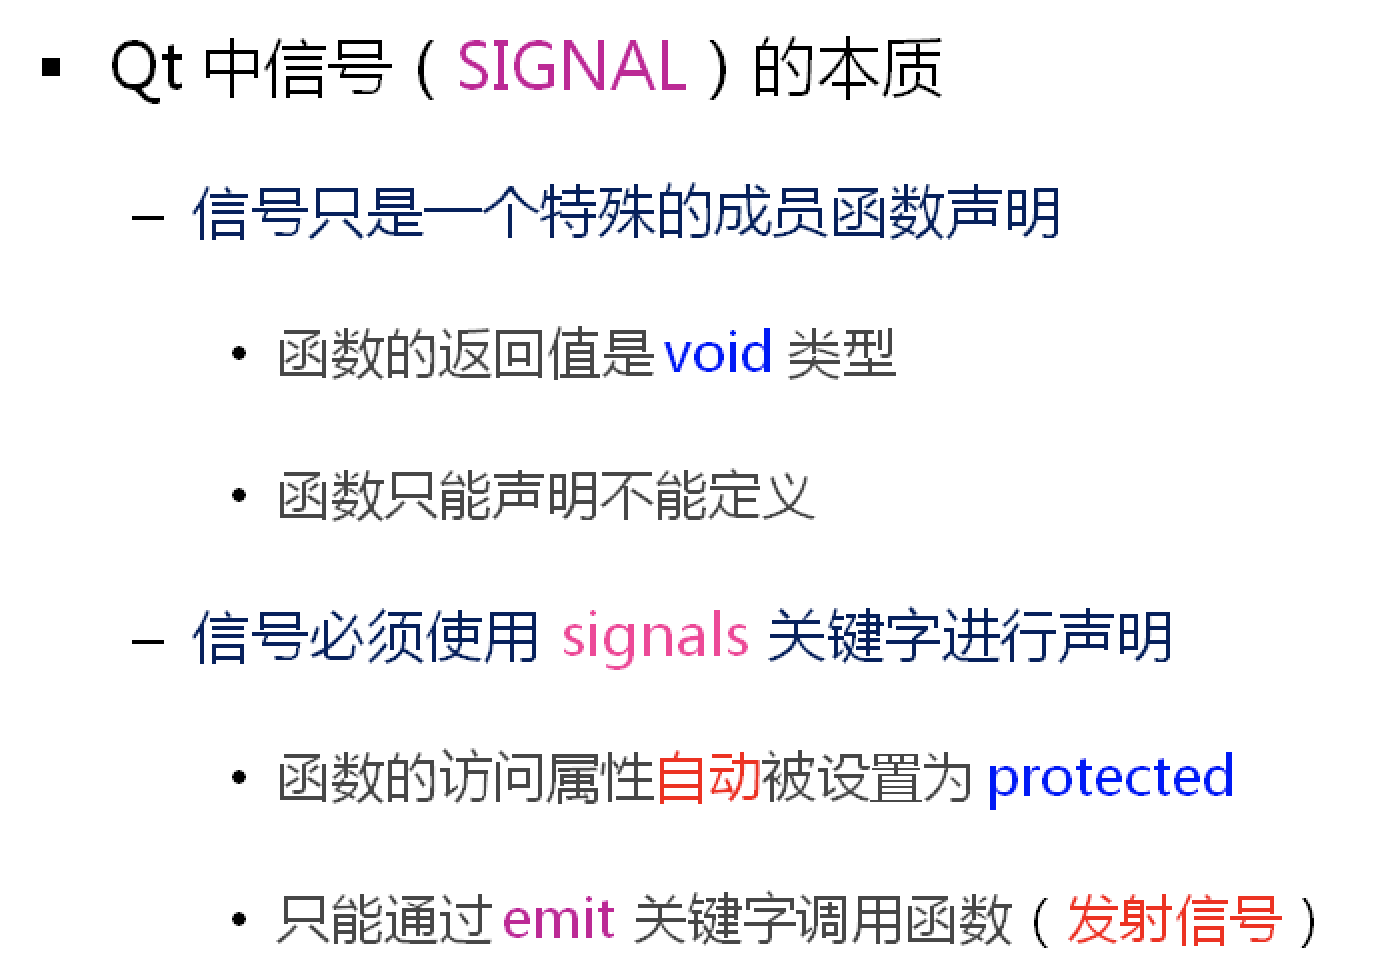 ▪ Qt 中信号（SIGNAL）的本质
– 信号只是一个特殊的成员函数声明
• 函数的返回值是 void 类型
• 函数只能声明不能定义
– 信号必须使用 signals 关键字进行声明
• 函数的访问属性自动被设置为 protected
• 只能通过 emit 关键字调用函数（发射信号）